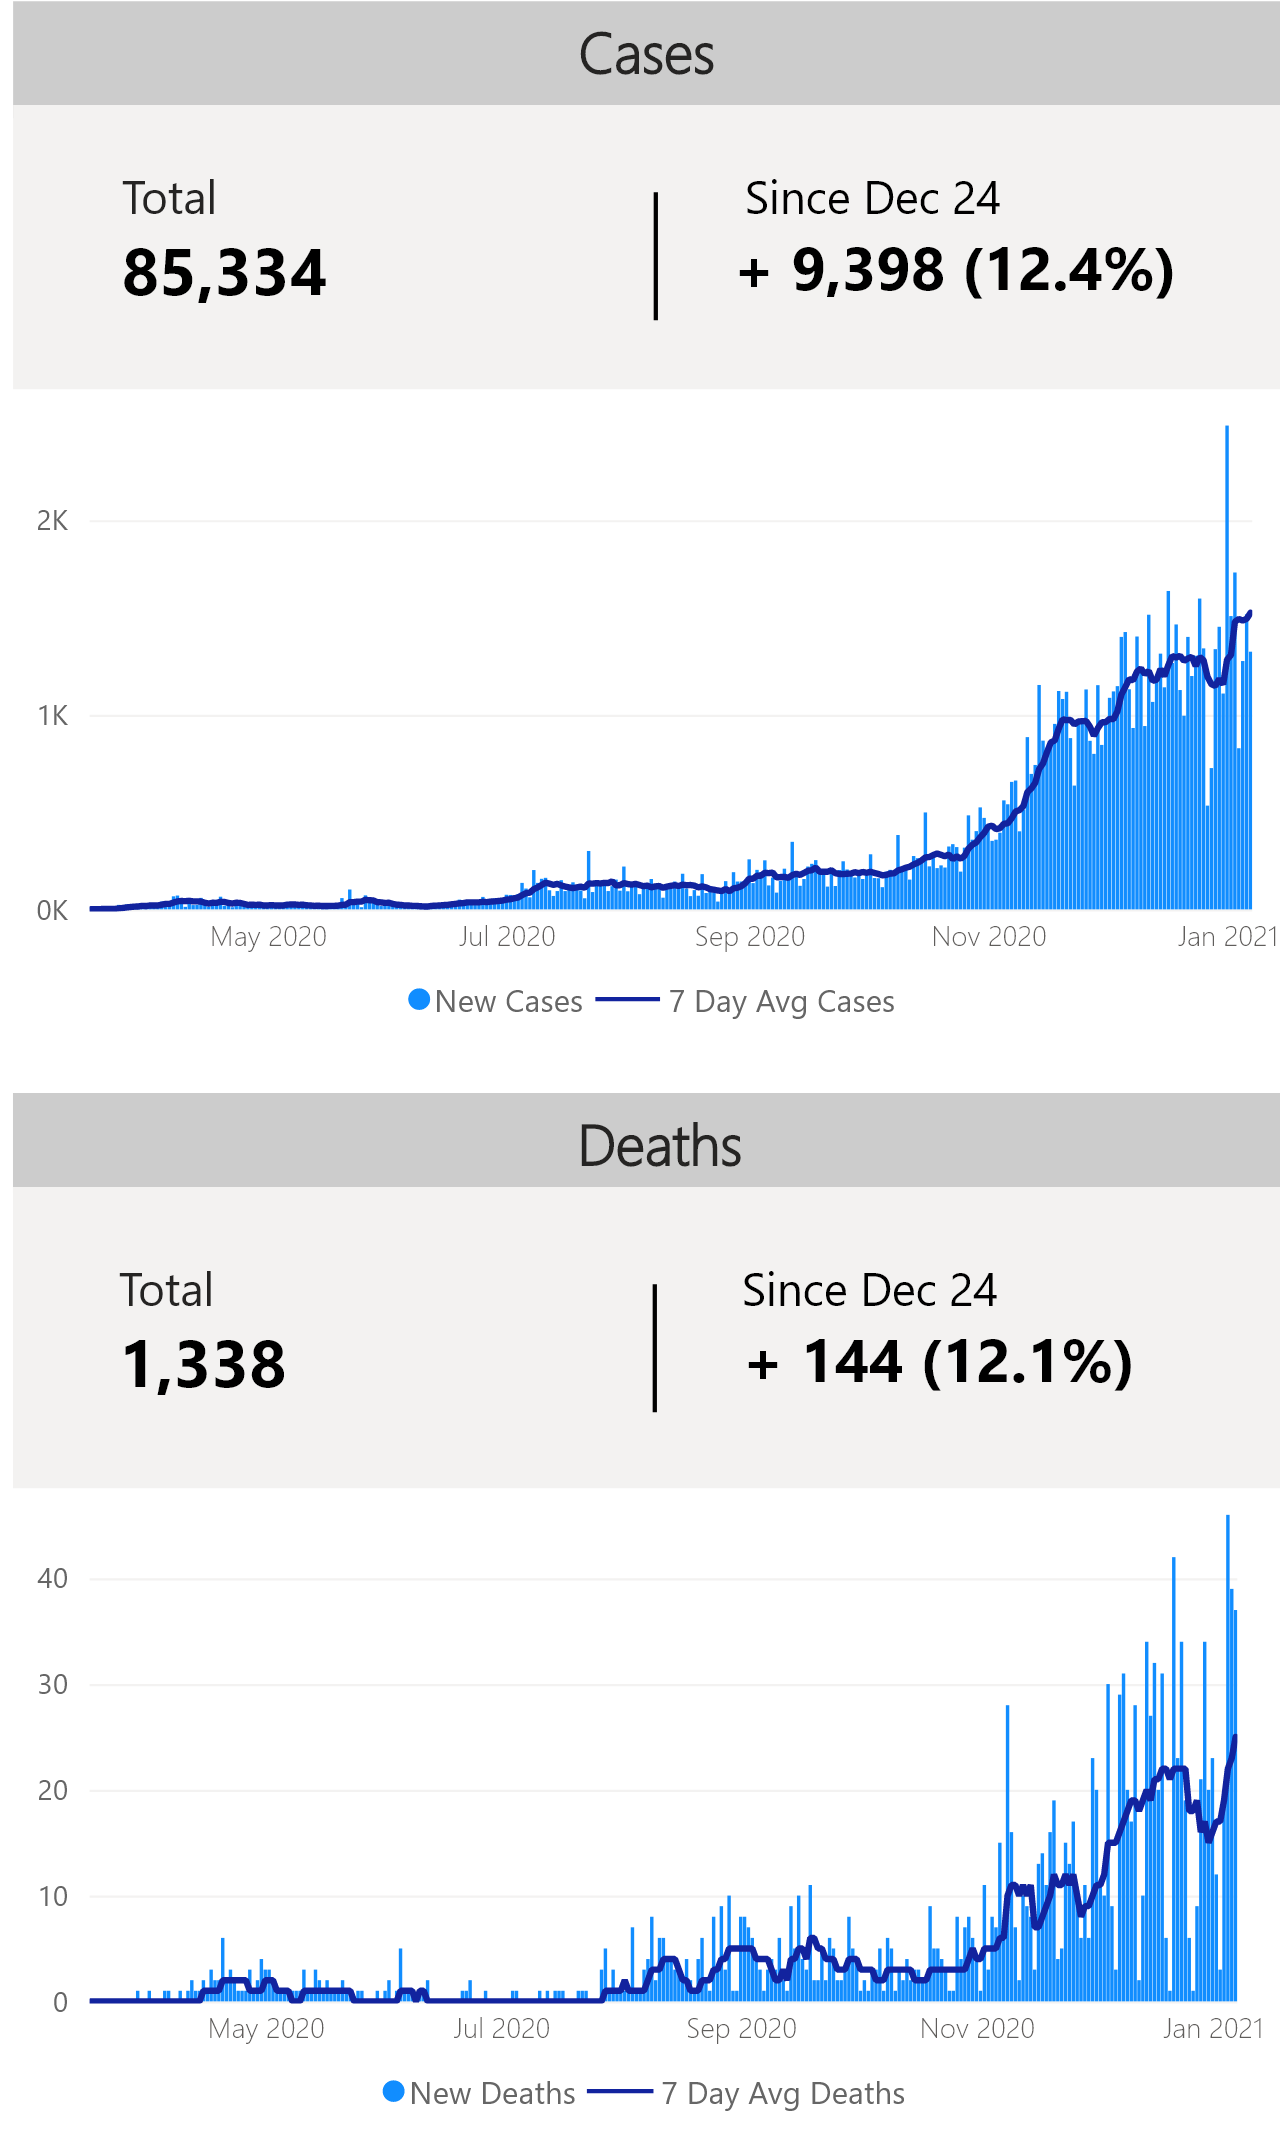 Cases
Total
Since Dec 24
85,334
+ 9,398 (12.4%)
2K
1K
0K
May 2020
Jul 2020
Sep 2020
Nov 2020
Jan 2021
New Cases
7 Day Avg Cases
Deaths
Total
Since Dec 24
1,338
+ 144 (12.1%)
40
30
20
10
0
May 2020
Jul 2020
Sep 2020
Nov 2020
Jan 2021
New Deaths
7 Day Avg Deaths